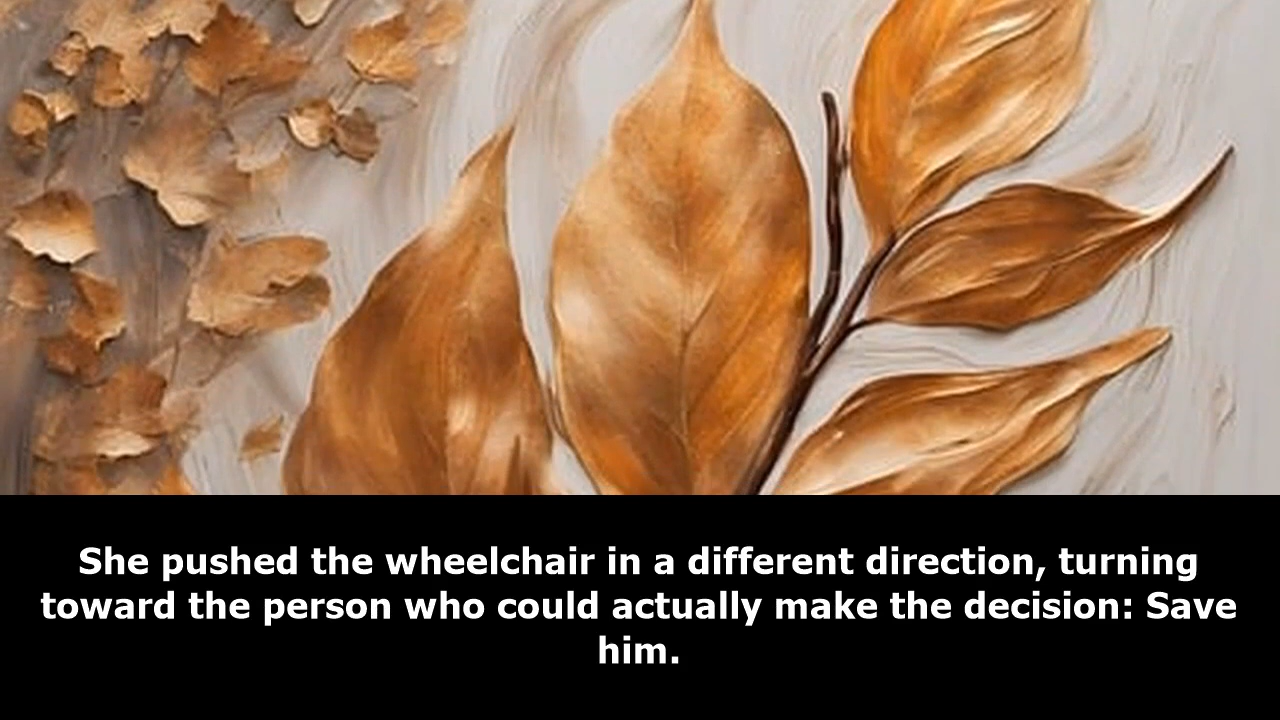 She pushed the wheelchair in a different direction, turning
toward the person who could actually make the decision: Save
him.